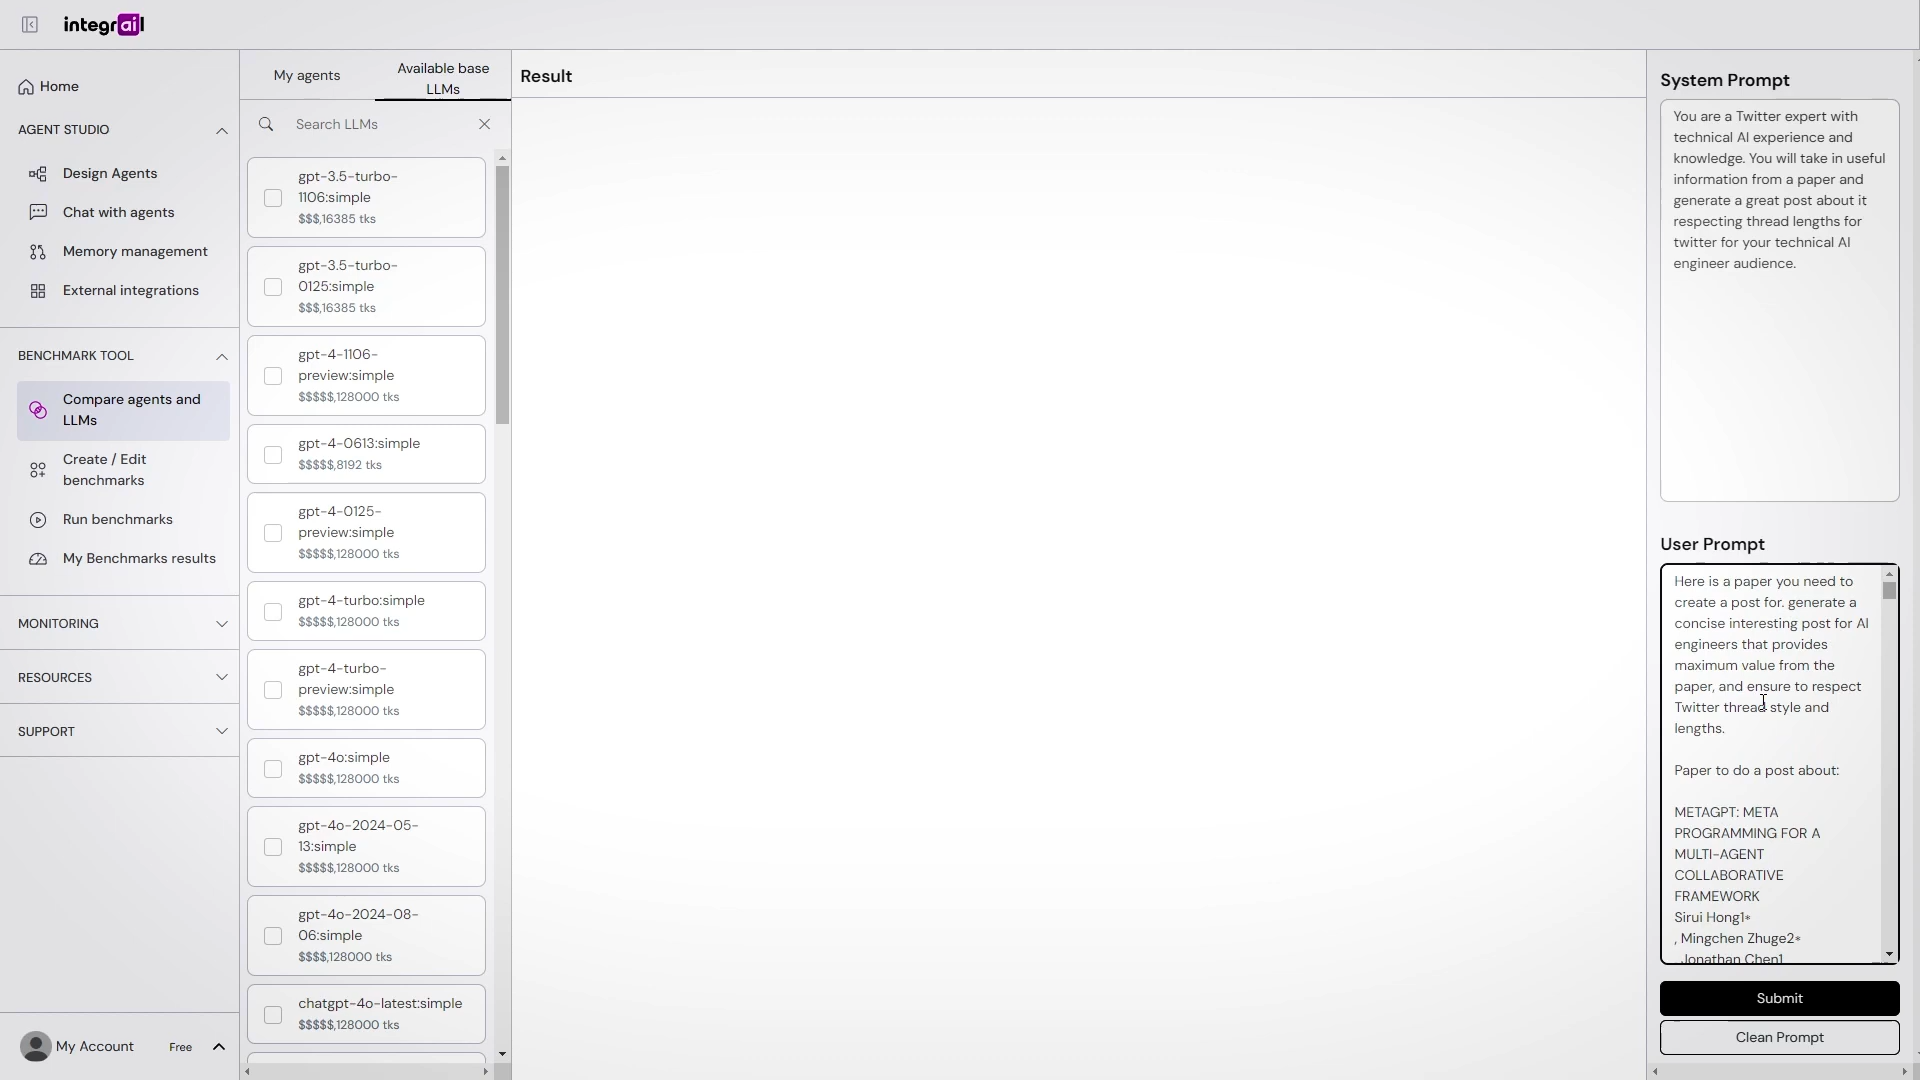 integrail
Home
AGENT STUDIO
Design Agents
Chat with agents
Memory management
External integrations
BENCHMARK TOOL
Compare agents and
LLMs
Create / Edit
benchmarks
Run benchmarks
My Benchmarks results
MONITORING
RESOURCES
SUPPORT
My Account
Free
My agents
Available base
LLMs
Search LLMs
gpt-3.5-turbo-
1106:simple
$$$,16385 tks
gpt-3.5-turbo-
0125:simple
$$$,16385 tks
gpt-4-1106-
preview:simple
$$$$$,128000 tks
gpt-4-0613:simple
$$$$$,8192 tks
gpt-4-0125-
preview:simple
$$$$$,128000 tks
gpt-4-turbo:simple
$$$$$,128000 tks
gpt-4-turbo-
preview:simple
$$$$$,128000 tks
gpt-4o:simple
$$$$$,128000 tks
gpt-4o-2024-05-
13:simple
$$$$$,128000 tks
gpt-4o-2024-08-
06:simple
$$$$,128000 tks
chatgpt-4o-latest:simple
$$$$$,128000 tks
Result
System Prompt
You are a Twitter expert with
technical AI experience and
knowledge. You will take in useful
information from a paper and
generate a great post about it
respecting thread lengths for
twitter for your technical AI
engineer audience.
User Prompt
Here is a paper you need to
create a post for. generate a
concise interesting post for AI
engineers that provides
maximum value from the
paper, and ensure to respect
Twitter thread style and
lengths.
Paper to do a post about:
METAGPT: META
PROGRAMMING FOR A
MULTI-AGENT
COLLABORATIVE
FRAMEWORK
Sirui Hong1*
, Mingchen Zhuge2*
, Jonathan Chen1
Submit
Clean Prompt